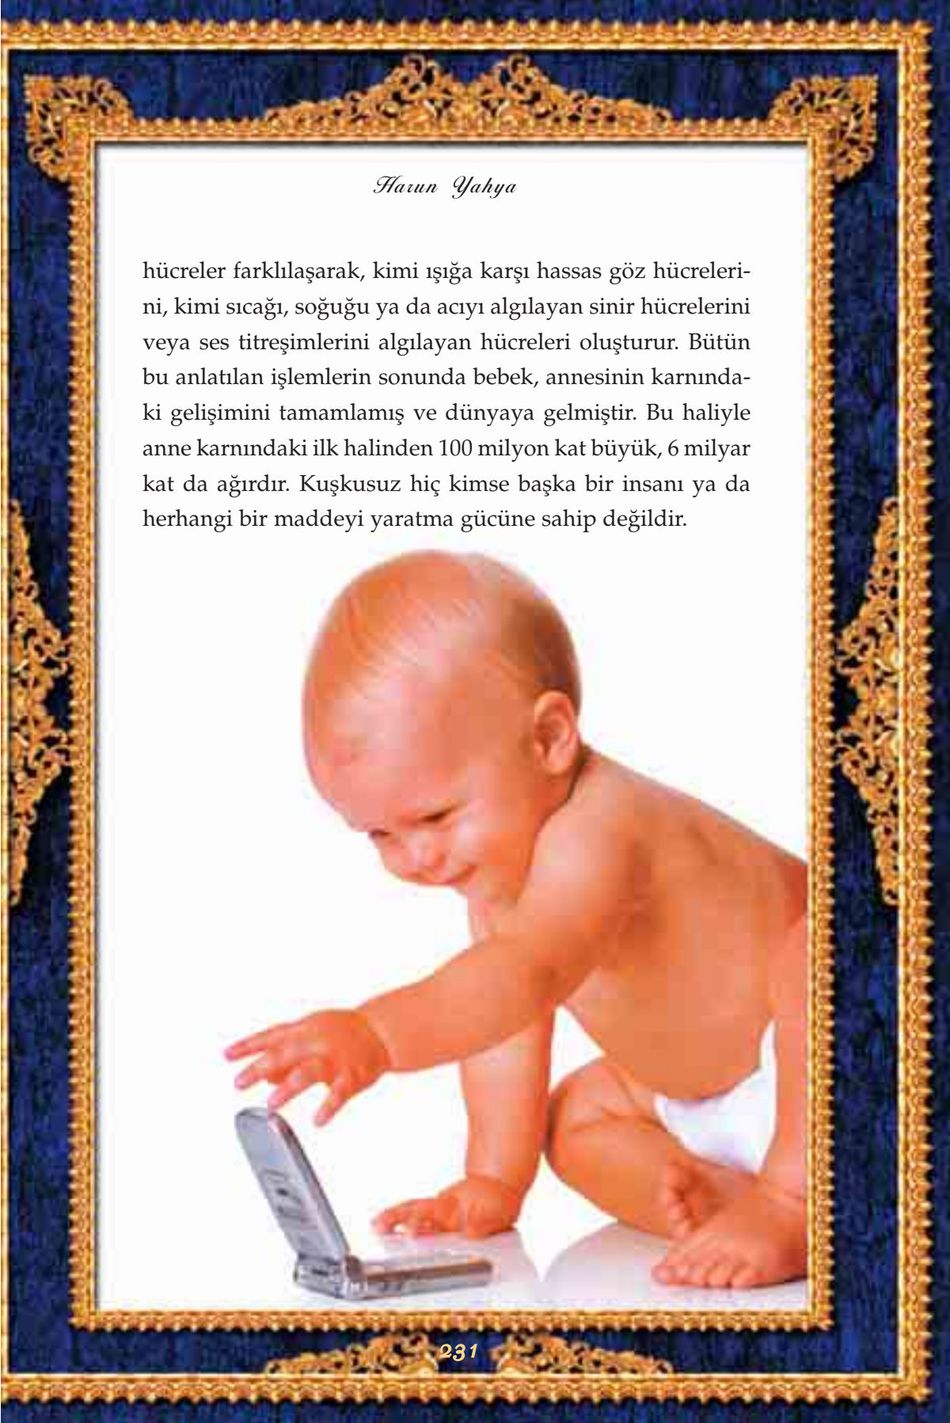 Harun Yahya
hücreler farklılaşarak, kimi ışığa karşı hassas göz hücreleri-
ni, kimi sıcağı, soğuğu ya da acıyı algılayan sinir hücrelerini
veya ses titreşimlerini algılayan hücreleri oluşturur. Bütün
bu anlatılan işlemlerin sonunda bebek, annesinin karnında-
ki gelişimini tamamlamış ve dünyaya gelmiştir. Bu haliyle
anne karnındaki ilk halinden 100 milyon kat büyük, 6 milyar
kat da ağırdır. Kuşkusuz hiç kimse başka bir insanı ya da
herhangi bir maddeyi yaratma gücüne sahip değildir.
231